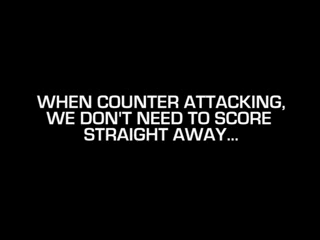 WHEN COUNTER ATTACKING,
WE DON'T NEED TO SCORE
STRAIGHT AWAY...